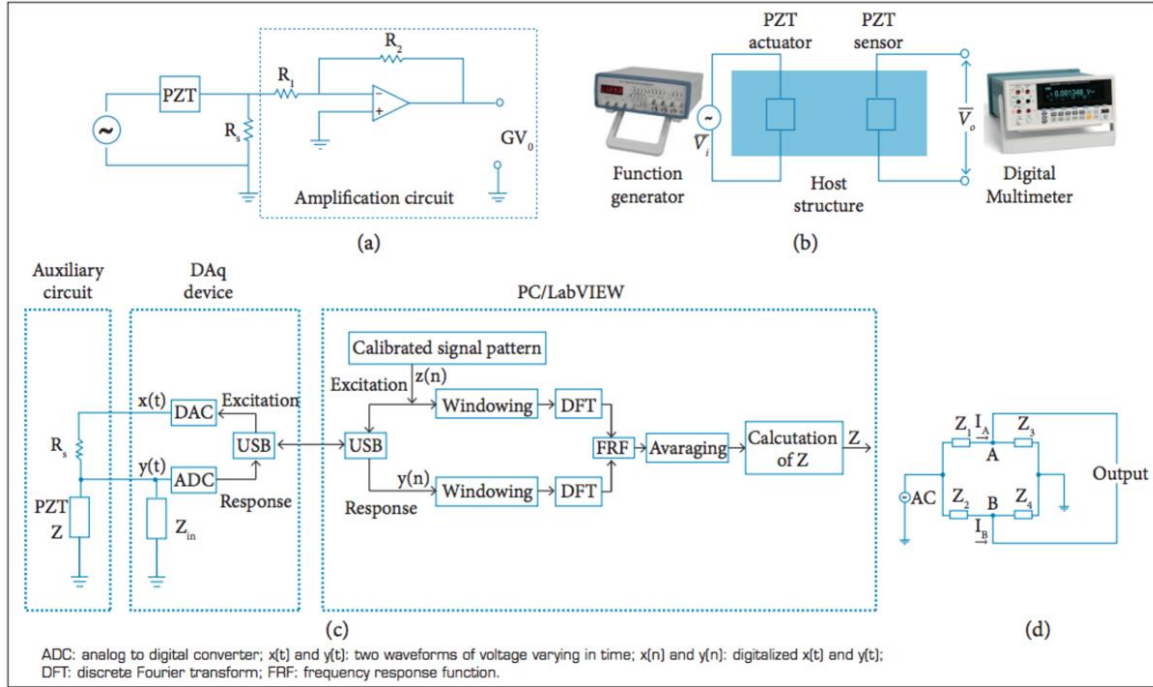 R2
R1
PZT
Rs
GV0
Amplification circuit
(a)
PZT
actuator
PZT
sensor
0.001348 V
Vi
Vo
Function
generator
Host
structure
Digital
Multimeter
(b)
Auxiliary
circuit
DAq
device
PC/LabVIEW
Calibrated signal pattern
z(n)
Excitation
x(t)
DAC
Excitation
Windowing
DFT
Rs
USB
USB
FRF
Avaraging
Calcutation
of Z
Z
y(t)
ADC
Response
y(n)
Response
Windowing
DFT
PZT
Z
Zin
(c)
Z1
IA
Z3
A
AC
Output
Z2
B
Z4
IB
(d)
ADC: analog to digital converter; x(t) and y(t): two waveforms of voltage varying in time; x(n) and y(n): digitalized x(t) and y(t);
DFT: discrete Fourier transform; FRF: frequency response function.